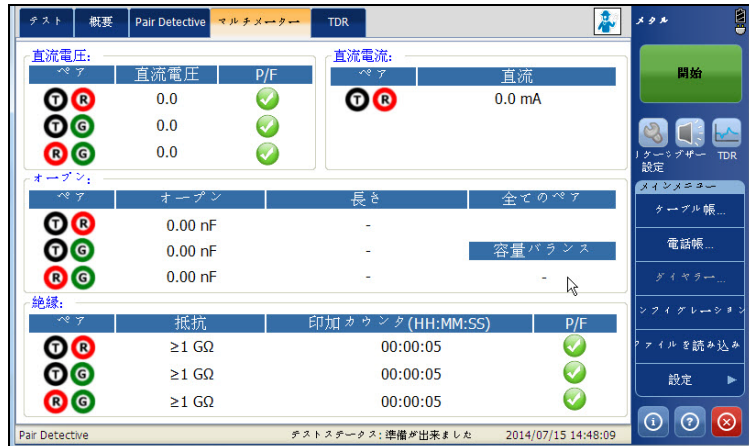 テスト 概要 Pair Detective マルチメーター TDR
メタル
直流電圧:
ペア 直流電圧 P/F
T R 0.0
T G 0.0
R G 0.0
直流電流:
ペア 直流
T R 0.0 mA
オープン:
ペア オープン 長さ 全てのペア
T R 0.00 nF -
T G 0.00 nF - 容量バランス
R G 0.00 nF - -
絶縁:
ペア 抵抗 印加カウンタ(HH:MM:SS) P/F
T R ≥1 GΩ 00:00:05
T G ≥1 GΩ 00:00:05
R G ≥1 GΩ 00:00:05
開始
ブザー TDR
設定
メインメニュー
ケーブル帳...
電話帳...
ダイヤラー...
ンフィグレーション
ファイルを読み込み
設定
Pair Detective テストステータス: 準備が出来ました 2014/07/15 14:48:09